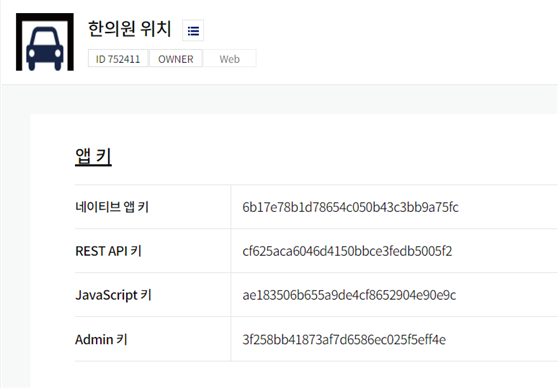 한의원 위치
ID 752411 OWNER Web
앱 키
네이티브 앱 키 6b17e78b1d78654c050b43c3bb9a75fc
REST API 키 cf625aca6046d4150bbce3fedb5005f2
JavaScript 키 ae183506b655a9de4cf8652904e90e9c
Admin 키 3f258bb41873af7d6586ec025f5eff4e